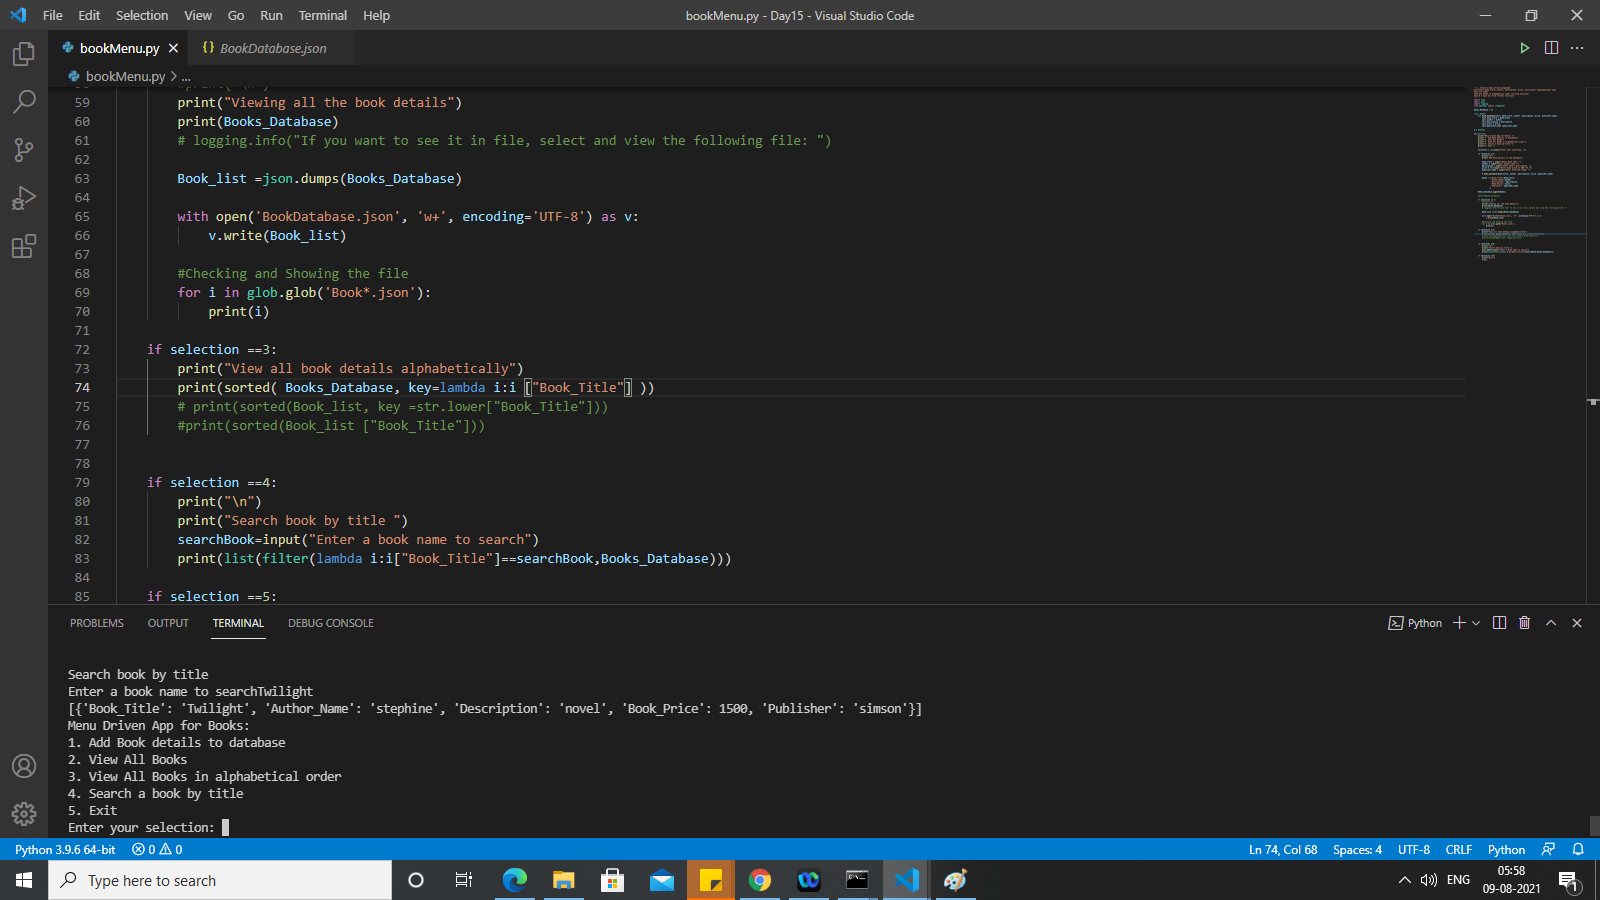 File Edit Selection View Go Run Terminal Help
bookMenu.py - Day15 - Visual Studio Code
bookMenu.py
{} BookDatabase.json
bookMenu.py > ...
59 print("Viewing all the book details")
60 print(Books_Database)
61 # logging.info("If you want to see it in file, select and view the following file: ")
62
63 Book_list =json.dumps(Books_Database)
64
65 with open('BookDatabase.json', 'w+', encoding='UTF-8') as v:
66 v.write(Book_list)
67
68 #Checking and Showing the file
69 for i in glob.glob('Book*.json'):
70 print(i)
71
72 if selection ==3:
73 print("View all book details alphabetically")
74 print(sorted( Books_Database, key=lambda i:i ["Book_Title"] ))
75 # print(sorted(Book_list, key =str.lower["Book_Title"]))
76 #print(sorted(Book_list ["Book_Title"]))
77
78
79 if selection ==4:
80 print("\n")
81 print("Search book by title ")
82 searchBook=input("Enter a book name to search")
83 print(list(filter(lambda i:i["Book_Title"]==searchBook,Books_Database)))
84
85 if selection ==5:
PROBLEMS OUTPUT TERMINAL DEBUG CONSOLE
Python
Search book by title
Enter a book name to searchTwilight
[{'Book_Title': 'Twilight', 'Author_Name': 'stephine', 'Description': 'novel', 'Book_Price': 1500, 'Publisher': 'simson'}]
Menu Driven App for Books:
1. Add Book details to database
2. View All Books
3. View All Books in alphabetical order
4. Search a book by title
5. Exit
Enter your selection:
Python 3.9.6 64-bit 0 0
Ln 74, Col 68 Spaces: 4 UTF-8 CRLF Python
Type here to search
ENG
05:58
09-08-2021
1